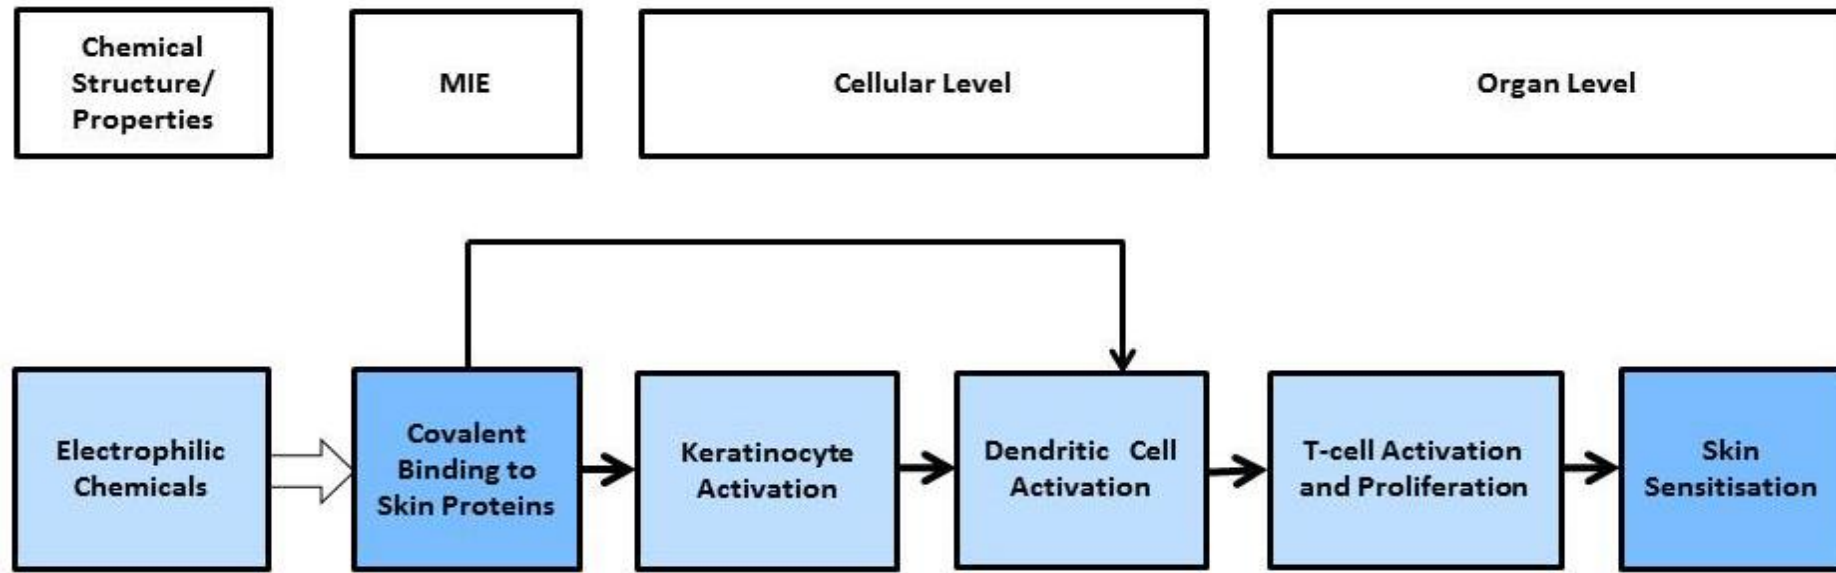 Chemical
Structure/
Properties
MIE
Cellular Level
Organ Level
Electrophilic
Chemicals
Covalent
Binding to
Skin Proteins
Keratinocyte
Activation
Dendritic Cell
Activation
T-cell Activation
and Proliferation
Skin
Sensitisation